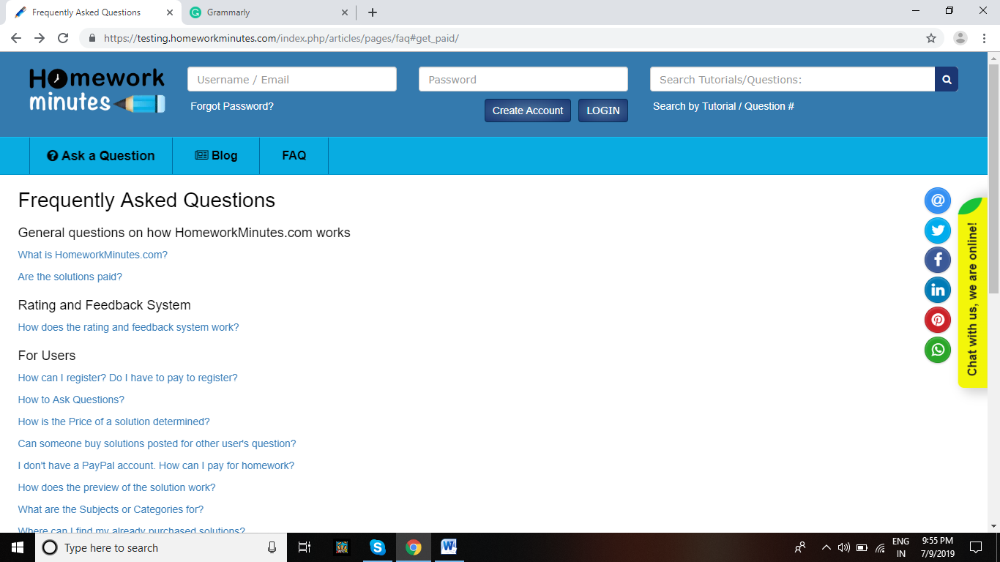 Frequently Asked Questions
Grammarly
https://testing.homeworkminutes.com/index.php/articles/pages/faq#get_paid/
Homework
minutes
Username / Email
Password
Search Tutorials/Questions:
Forgot Password?
Create Account
LOGIN
Search by Tutorial / Question #
Ask a Question
Blog
FAQ
Frequently Asked Questions
General questions on how HomeworkMinutes.com works
What is HomeworkMinutes.com?
Are the solutions paid?
Rating and Feedback System
How does the rating and feedback system work?
For Users
How can I register? Do I have to pay to register?
How to Ask Questions?
How is the Price of a solution determined?
Can someone buy solutions posted for other user's question?
I don't have a PayPal account. How can I pay for homework?
How does the preview of the solution work?
What are the Subjects or Categories for?
Where can I find my already purchased solutions?
Chat with us, we are online!
Type here to search
ENG
IN
9:55 PM
7/9/2019